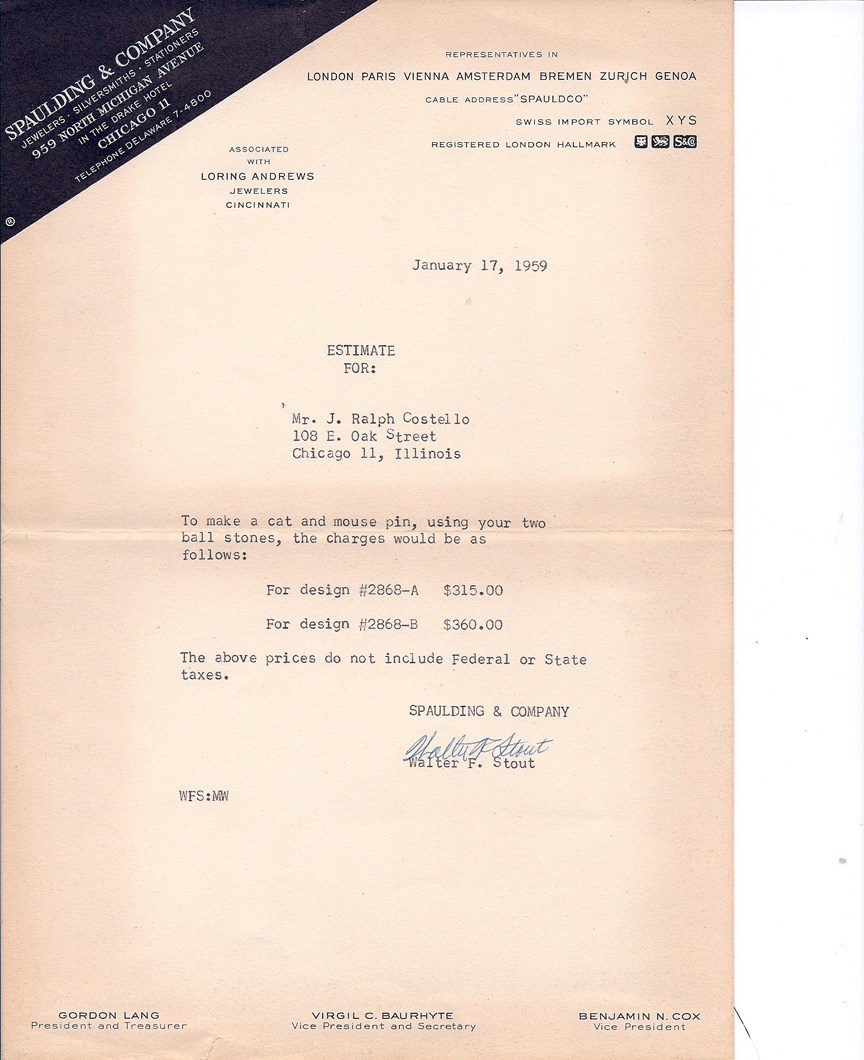 SPAULDING & COMPANY
JEWELERS · SILVERSMITHS · STATIONERS
959 NORTH MICHIGAN AVENUE
IN THE DRAKE HOTEL
CHICAGO 11
TELEPHONE DELAWARE 7-4800
®
REPRESENTATIVES IN
LONDON PARIS VIENNA AMSTERDAM BREMEN ZURICH GENOA
CABLE ADDRESS "SPAULDCO"
SWISS IMPORT SYMBOL XYS
REGISTERED LONDON HALLMARK S&Co
ASSOCIATED
WITH
LORING ANDREWS
JEWELERS
CINCINNATI
January 17, 1959
ESTIMATE
FOR:
Mr. J. Ralph Costello
108 E. Oak Street
Chicago 11, Illinois
To make a cat and mouse pin, using your two
ball stones, the charges would be as
follows:
For design #2868-A $315.00
For design #2868-B $360.00
The above prices do not include Federal or State
taxes.
SPAULDING & COMPANY
Walter F Stout
Walter F. Stout
WFS:MW
GORDON LANG
President and Treasurer
VIRGIL C. BAURHYTE
Vice President and Secretary
BENJAMIN N. COX
Vice President